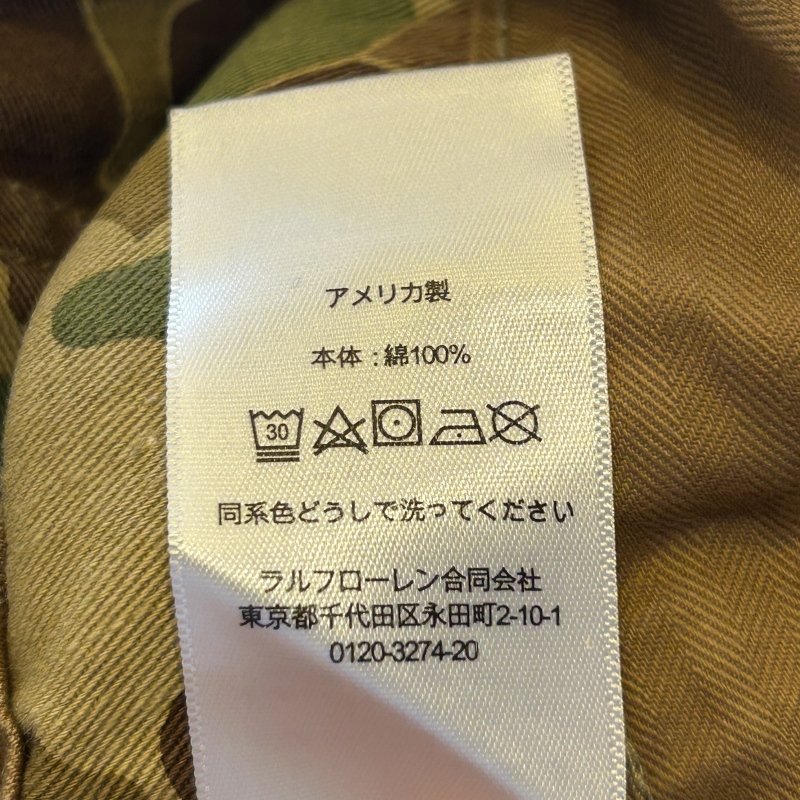 アメリカ製
本体：綿100%
30
同系色どうしで洗ってください
ラルフローレン合同会社
東京都千代田区永田町2-10-1
0120-3274-20